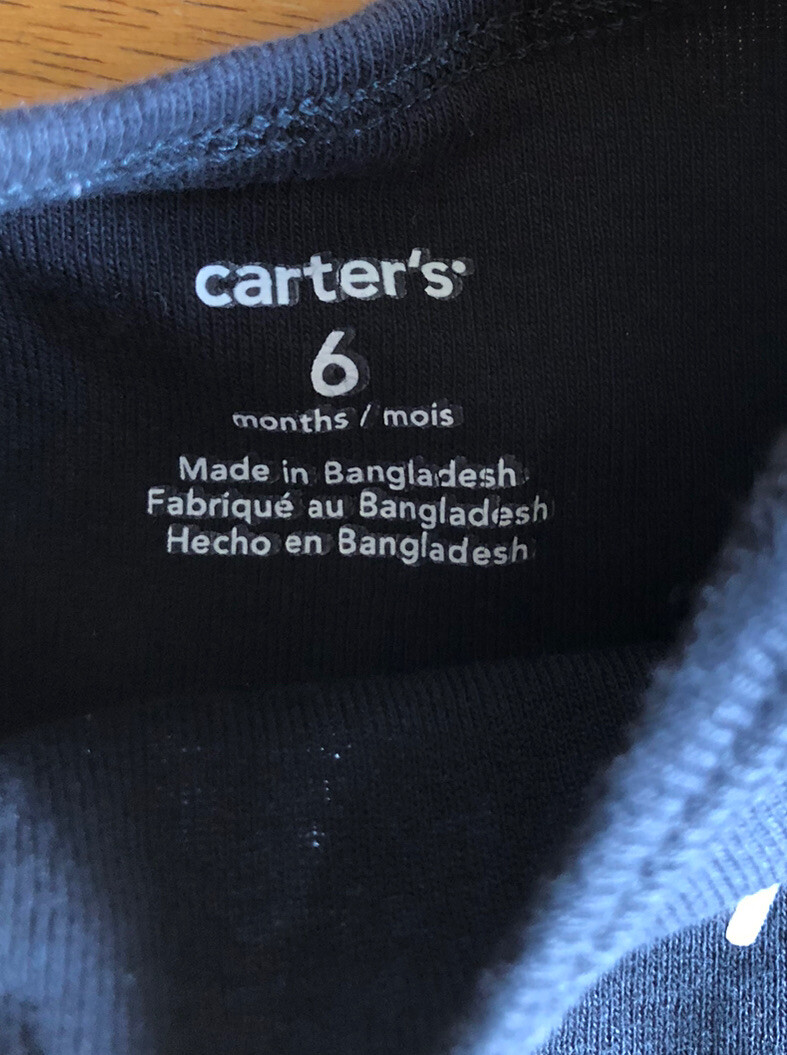 carter's
6
months / mois
Made in Bangladesh
Fabriqué au Bangladesh
Hecho en Bangladesh